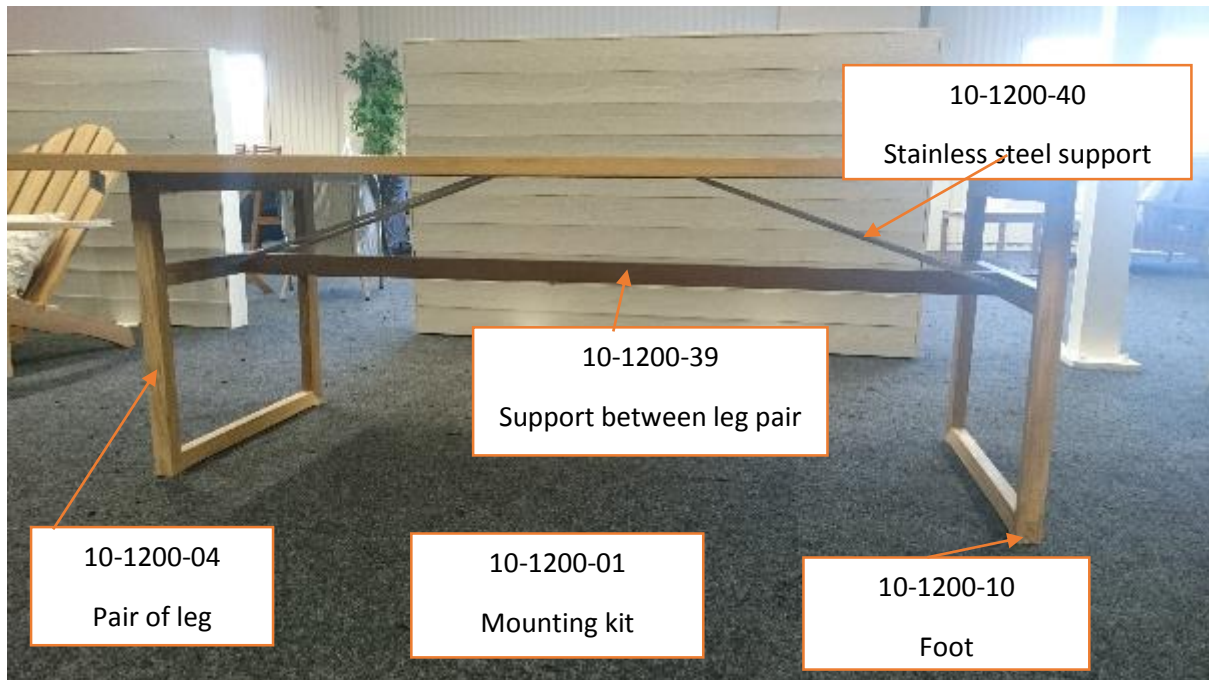 10-1200-40
Stainless steel support
10-1200-39
Support between leg pair
10-1200-04
Pair of leg
10-1200-01
Mounting kit
10-1200-10
Foot